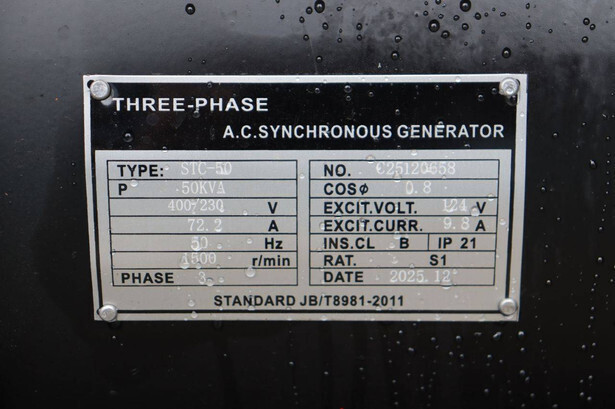 THREE-PHASE
A.C.SYNCHRONOUS GENERATOR
TYPE: STC-50
P 50KVA
400/230 V
72.2 A
50 Hz
1500 r/min
PHASE 3
NO. C25120658
COSϕ 0.8
EXCIT.VOLT. 124 V
EXCIT.CURR. 9.8 A
INS.CL B IP 21
RAT. S1
DATE 2025.12
STANDARD JB/T8981-2011